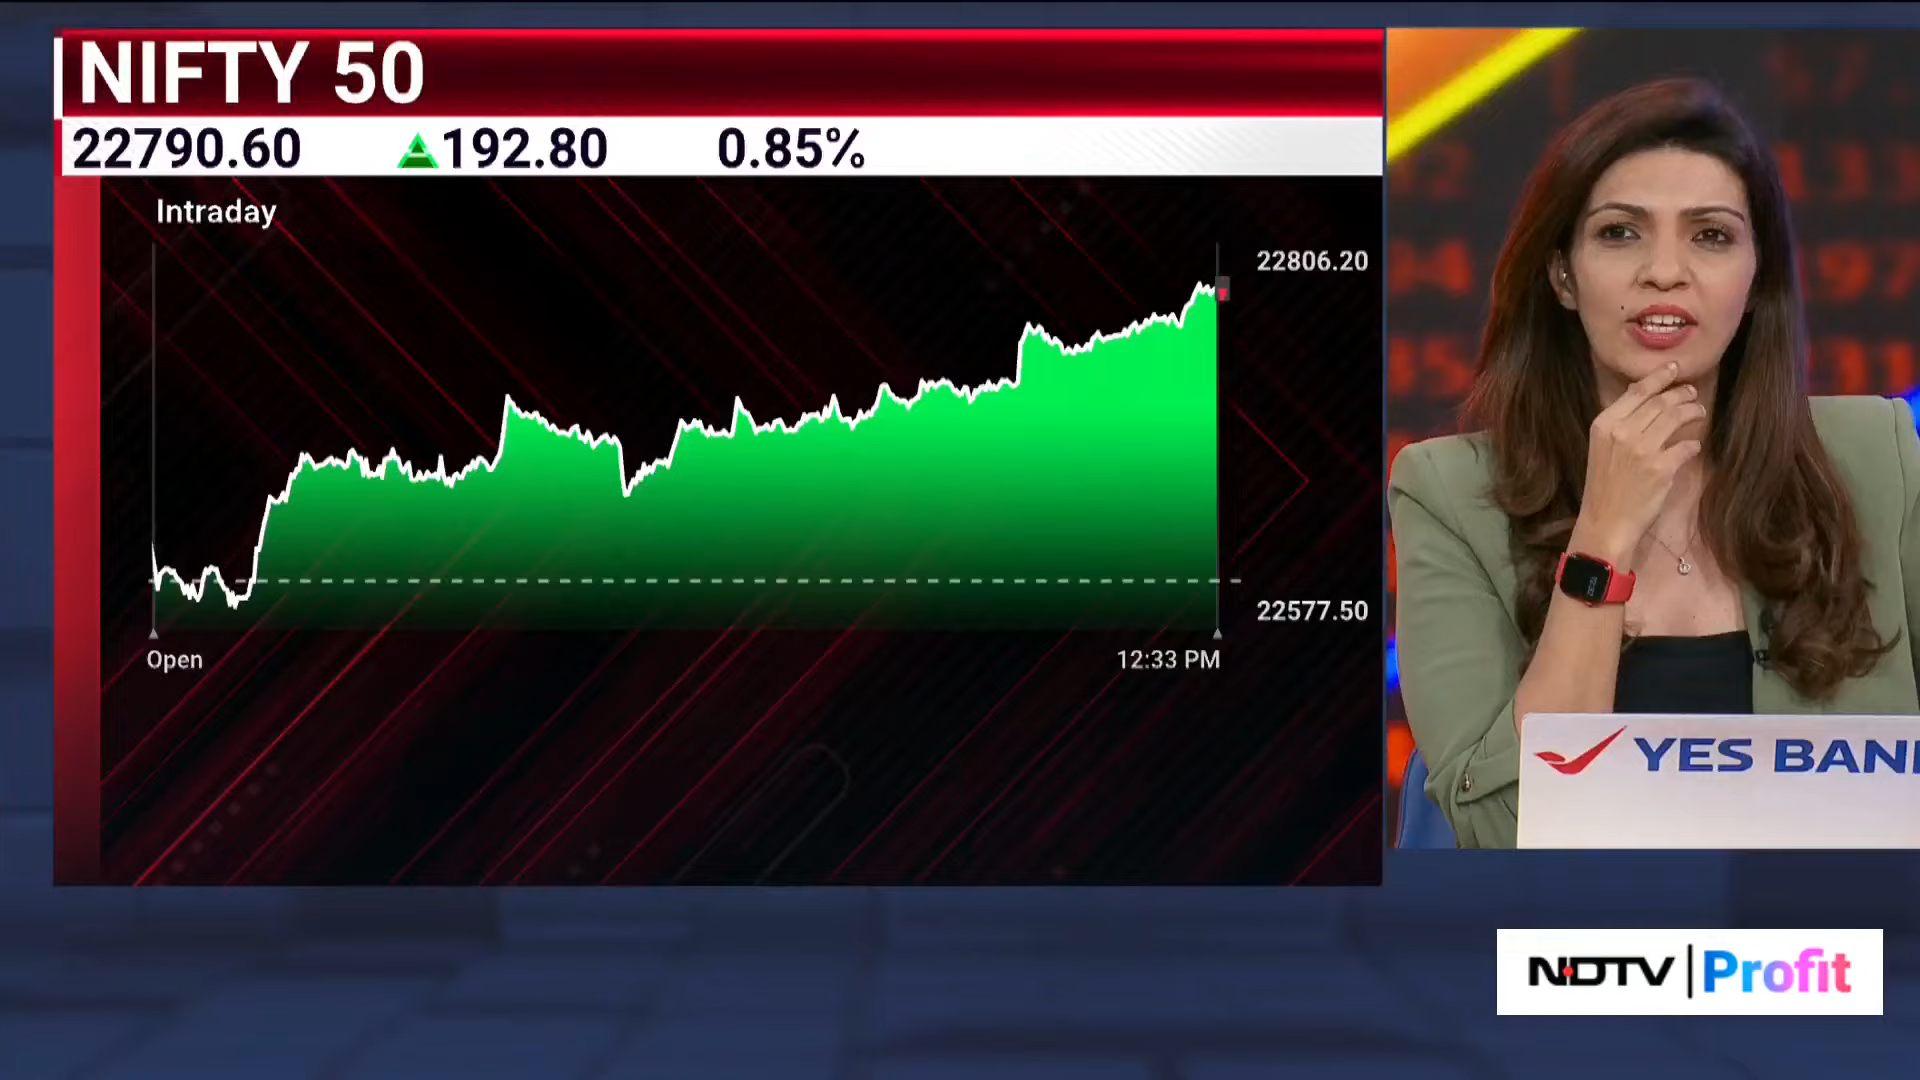 NIFTY 50
22790.60 192.80 0.85%
Intraday
22806.20
22577.50
Open 12:33 PM
YES BAN
NDTV Profit